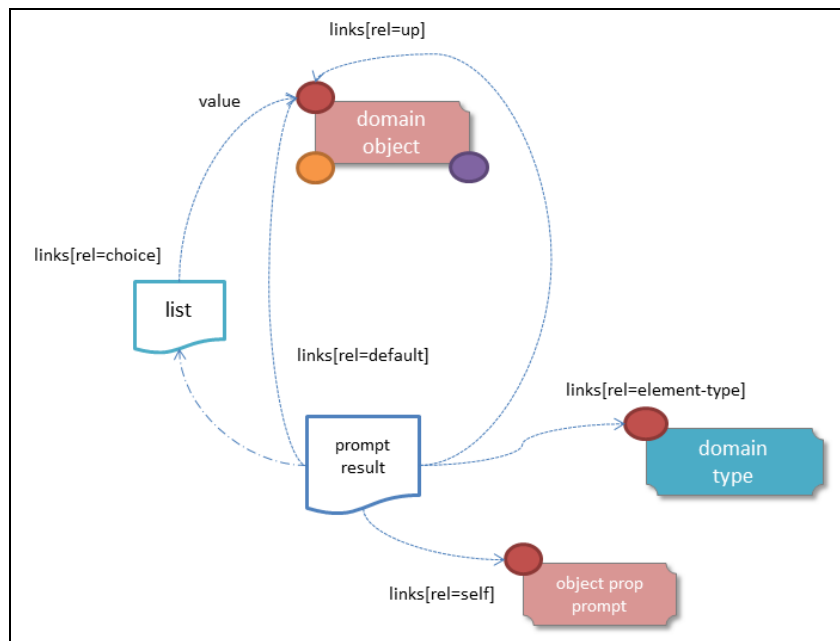 links[rel=up]
value
domain
object
links[rel=choice]
list
links[rel=default]
links[rel=element-type]
prompt
result
domain
type
links[rel=self]
object prop
prompt